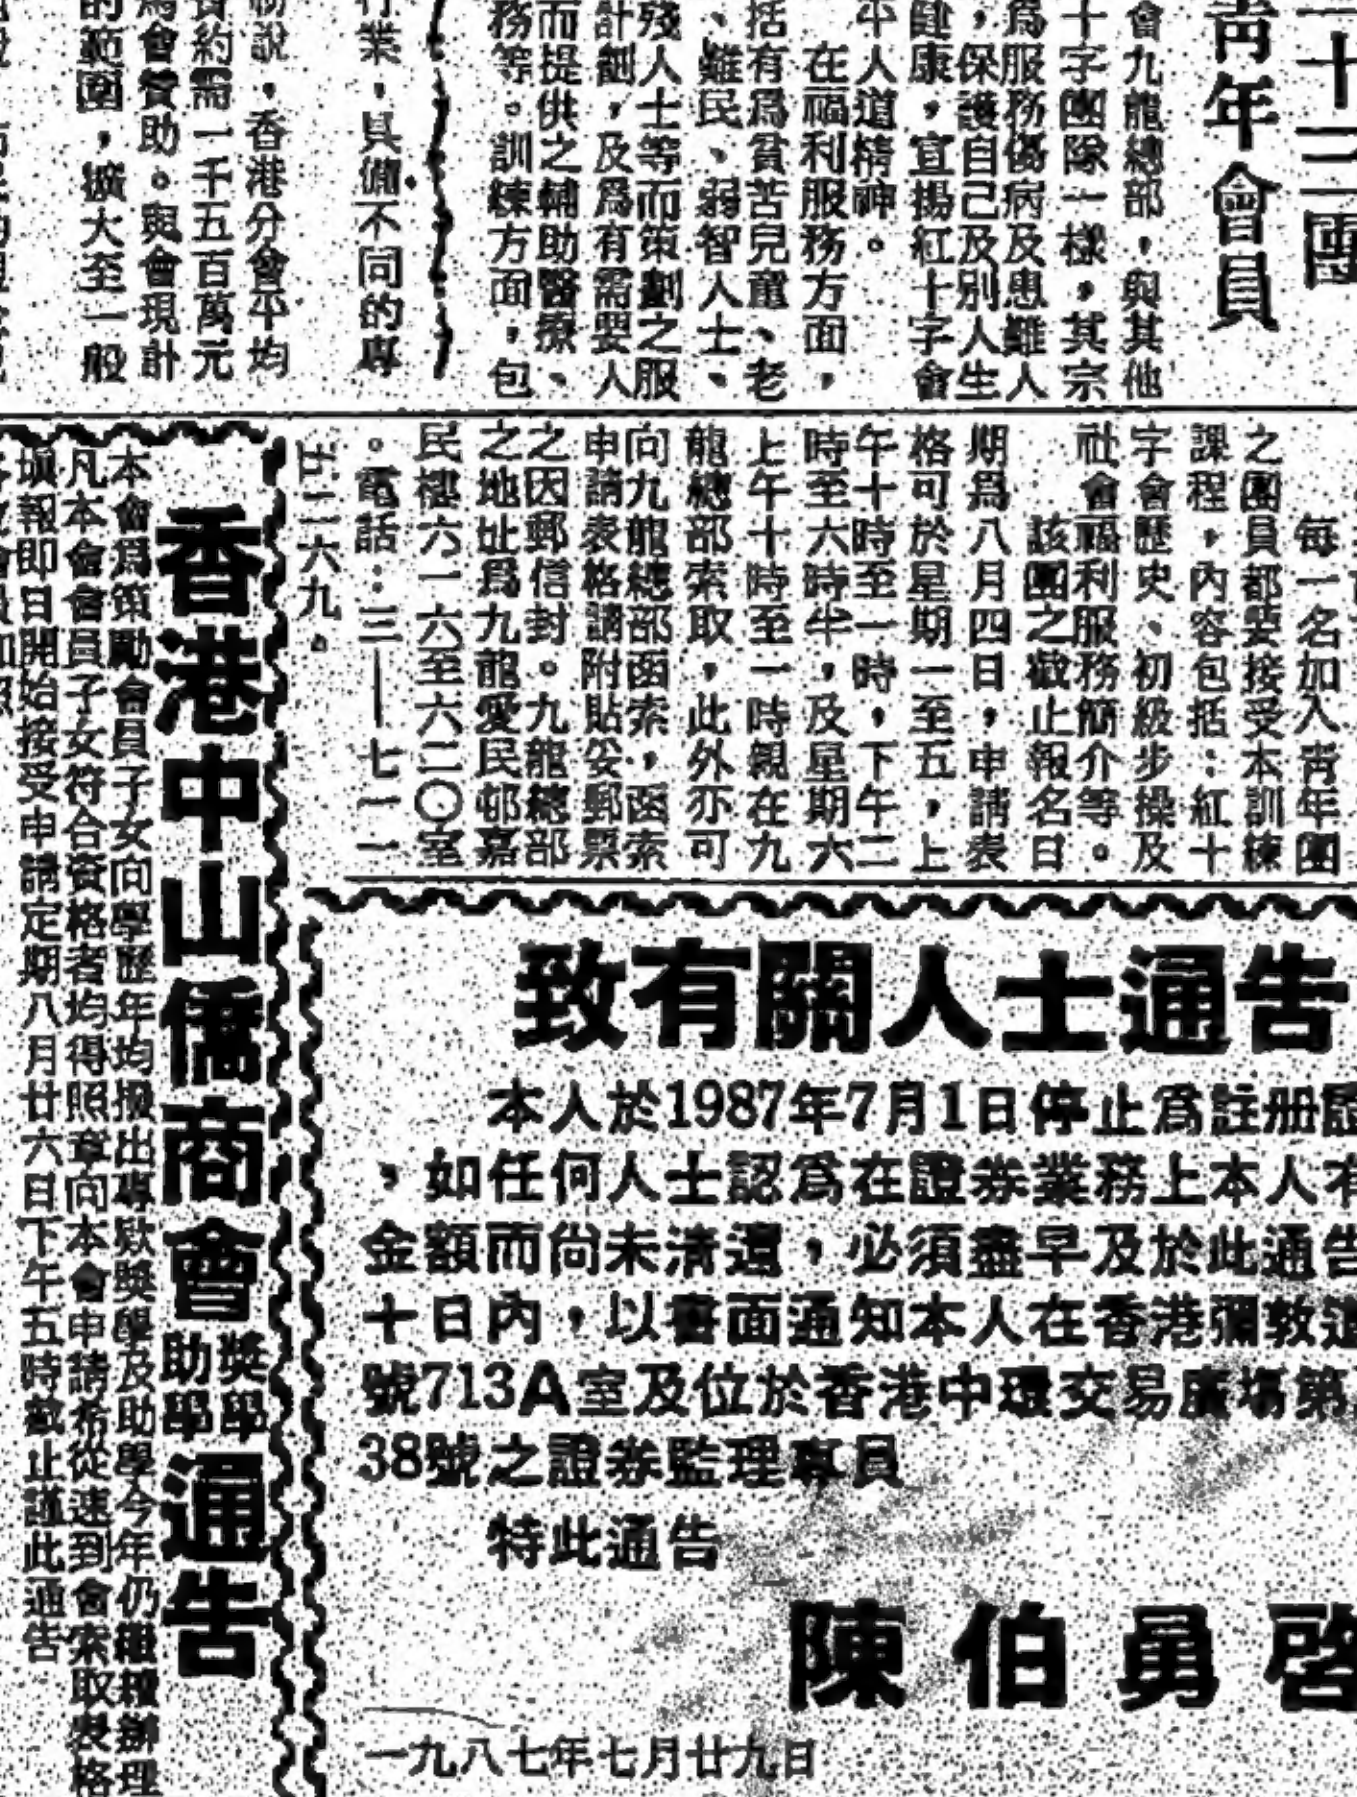 二十三團
青年會員
會九龍總部，與其他
十字團隊一樣，其宗
爲服務傷病及患難人
，保護自己及別人生
健康，宣揚紅十字會
平人道精神。
在福利服務方面，
括有爲貧苦兒童、老
、難民、弱智人士、
殘人士等而策劃之服
計劃，及爲有需要人
而提供之輔助醫療、
務等。訓練方面，包
每一名加入青年團
之團員都要接受本訓練
課程，內容包括：紅十
字會歷史、初級步操及
社會福利服務簡介等。
該團之截止報名日
期爲八月四日，申請表
格可於星期一至五，上
午十時至一時，下午二
時至六時半，及星期六
上午十時至一時親在九
龍總部索取，此外亦可
向九龍總部函索，函索
申請表格請附貼妥郵票
之因郵信封。九龍總部
之地址爲九龍愛民邨嘉
民樓六一六至六二〇室
。電話：三——七一一
五二六九。
行業，具備不同的專
物說，香港分會平均
資約需一千五百萬元
爲會贊助。與會現計
的範圍，擴大至一般
香港中山僑商會獎學助學通告
本會爲策勵會員子女向學歷年均撥出專欵獎學及助學今年仍繼續辦理
凡本會會員子女符合資格者均得照章向本會申請希從速到會索取表格
填報即日開始接受申請定期八月廿六日下午五時截止謹此通告
致有關人士通告
本人於1987年7月1日停止爲註册證
，如任何人士認爲在證券業務上本人有
金額而尚未清還，必須盡早及於此通告
十日內，以書面通知本人在香港彌敦道
號713A室及位於香港中環交易廣場第
38號之證券監理專員
特此通告
陳伯勇啓
一九八七年七月廿九日